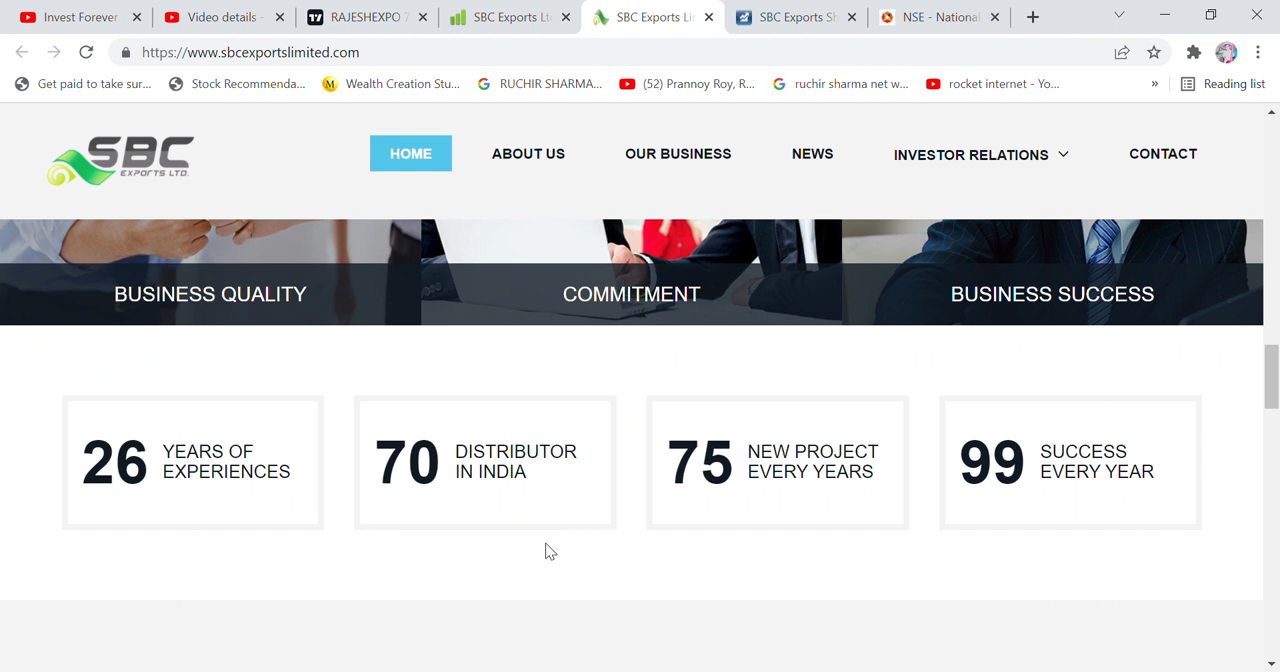 Invest Forever
Video details -
RAJESHEXPO 7
SBC Exports Lt
SBC Exports Lir
SBC Exports Sh
NSE - National
https://www.sbcexportslimited.com
Get paid to take sur...
Stock Recommenda...
Wealth Creation Stu...
RUCHIR SHARMA...
(52) Prannoy Roy, R...
ruchir sharma net w...
rocket internet - Yo...
»
Reading list
SBC
EXPORTS LTD.
HOME
ABOUT US
OUR BUSINESS
NEWS
INVESTOR RELATIONS
CONTACT
BUSINESS QUALITY
COMMITMENT
BUSINESS SUCCESS
26 YEARS OF
EXPERIENCES
70 DISTRIBUTOR
IN INDIA
75 NEW PROJECT
EVERY YEARS
99 SUCCESS
EVERY YEAR